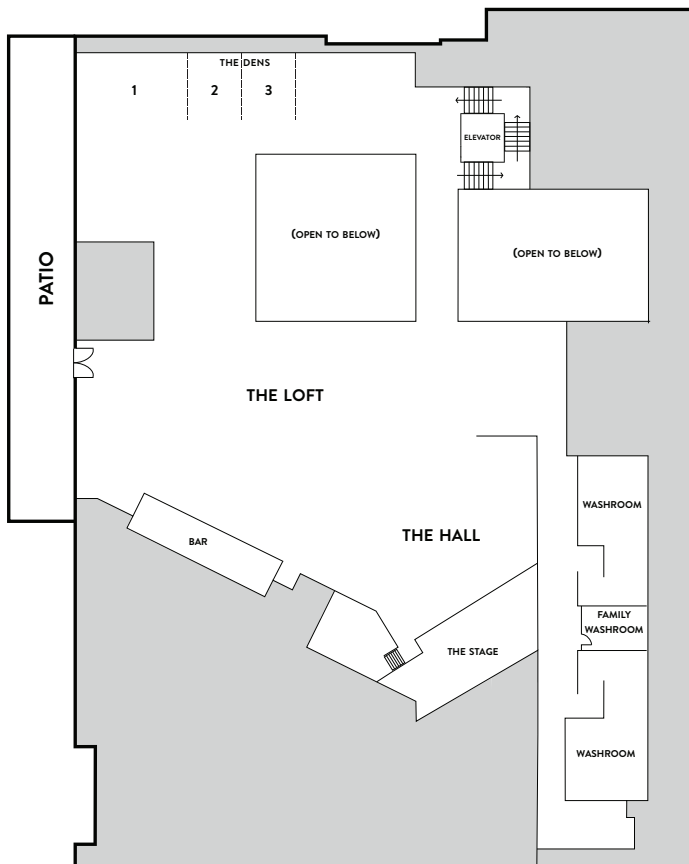 THE DENS
1
2
3
ELEVATOR
(OPEN TO BELOW)
(OPEN TO BELOW)
PATIO
THE LOFT
THE HALL
WASHROOM
BAR
FAMILY
WASHROOM
THE STAGE
WASHROOM